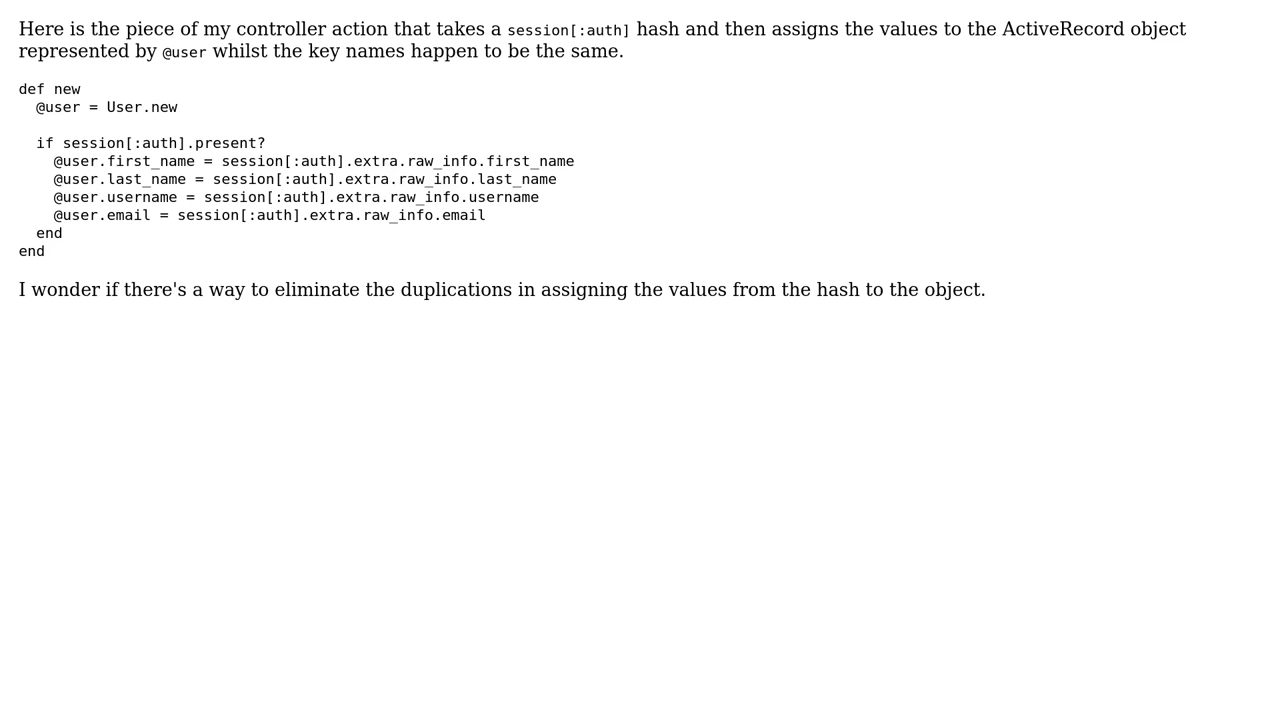 Here is the piece of my controller action that takes a session[:auth] hash and then assigns the values to the ActiveRecord object
represented by @user whilst the key names happen to be the same.
def new
  @user = User.new
  if session[:auth].present?
    @user.first_name = session[:auth].extra.raw_info.first_name
    @user.last_name = session[:auth].extra.raw_info.last_name
    @user.username = session[:auth].extra.raw_info.username
    @user.email = session[:auth].extra.raw_info.email
  end
end
I wonder if there's a way to eliminate the duplications in assigning the values from the hash to the object.